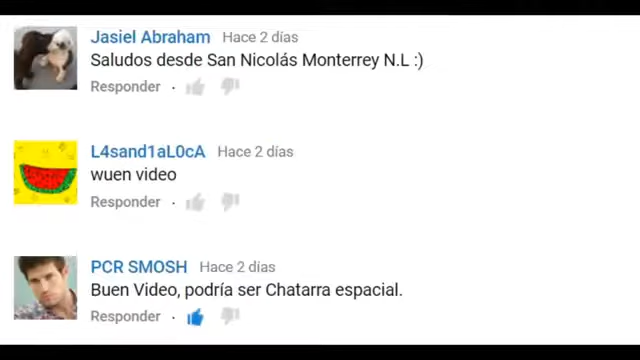 Jasiel Abraham Hace 2 días
Saludos desde San Nicolás Monterrey N.L :)
Responder ·
L4sand1aL0cA Hace 2 días
wuen video
Responder ·
PCR SMOSH Hace 2 días
Buen Video, podría ser Chatarra espacial.
Responder ·